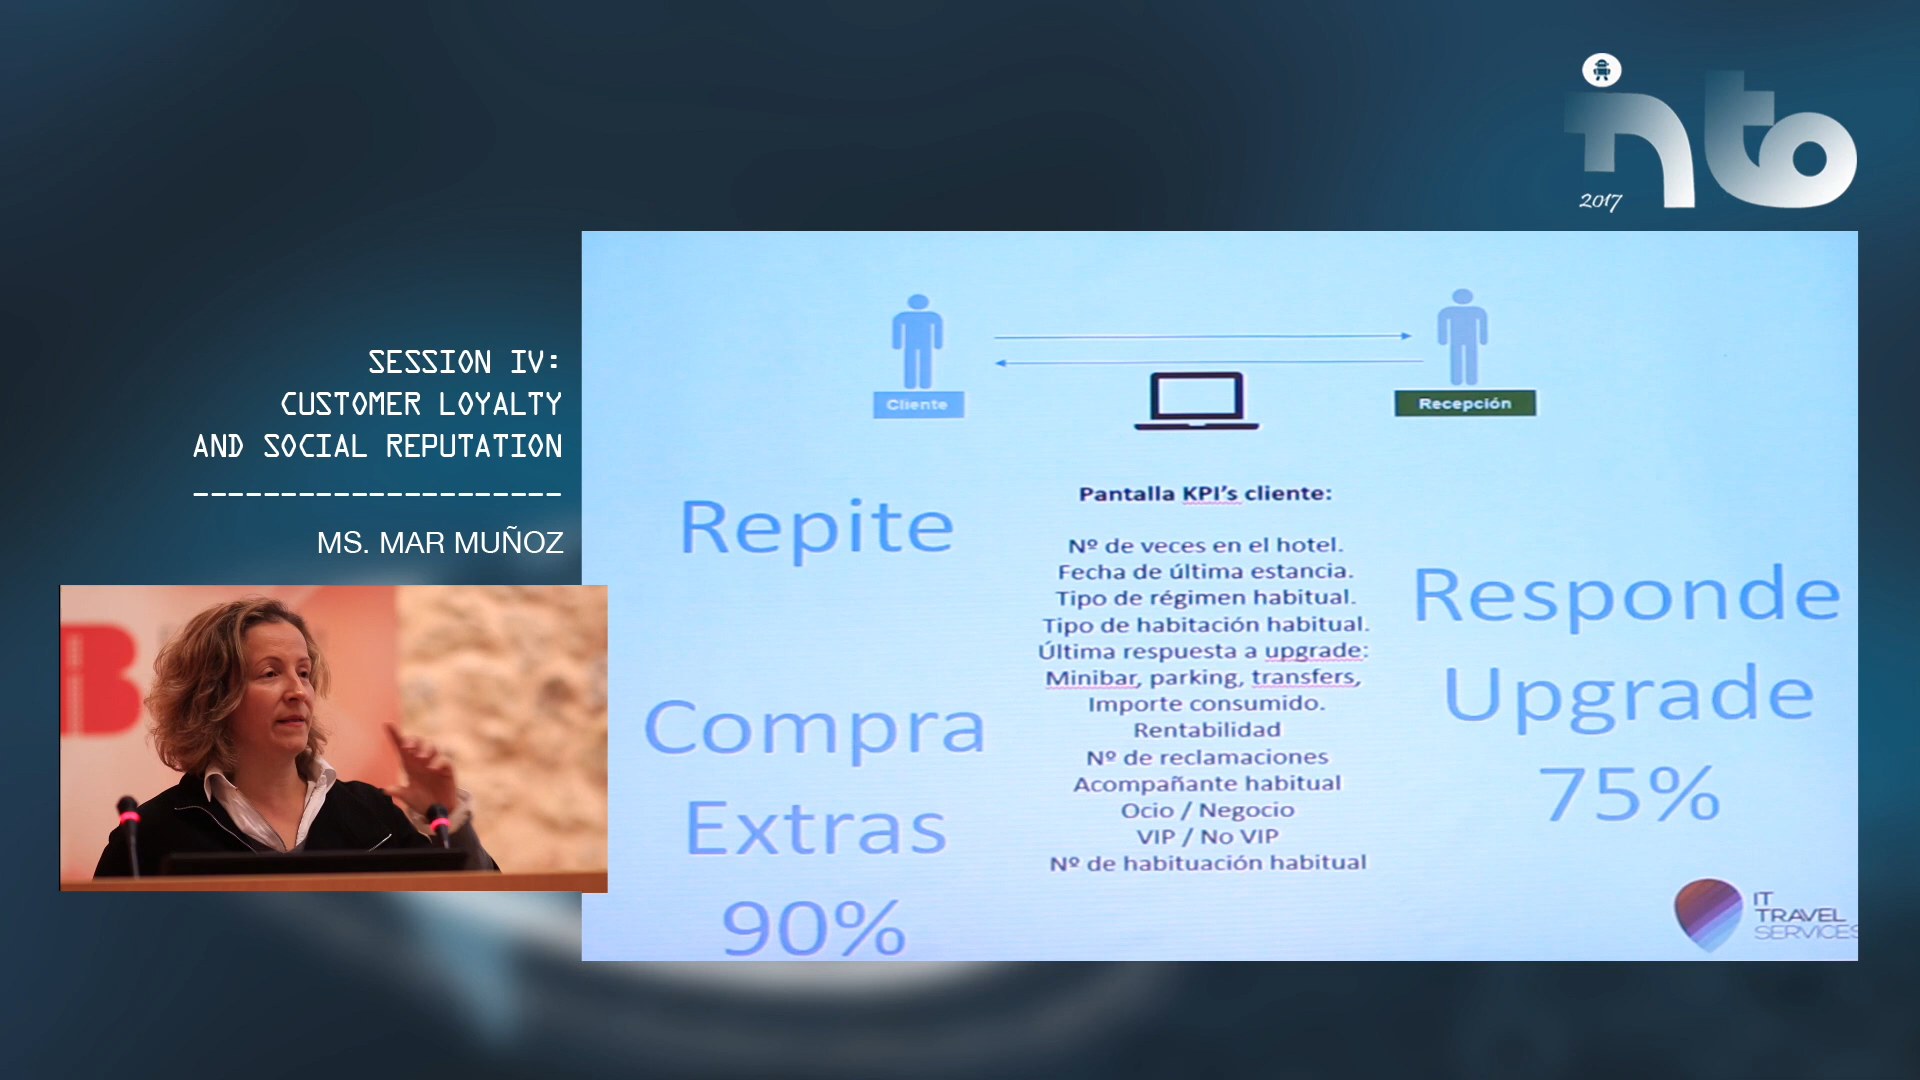 into
2017
SESSION IV:
CUSTOMER LOYALTY
AND SOCIAL REPUTATION
---------------------
MS. MAR MUÑOZ
B
Cliente
Recepción
Repite
Compra
Extras
90%
Pantalla KPI's cliente:
Nº de veces en el hotel.
Fecha de última estancia.
Tipo de régimen habitual.
Tipo de habitación habitual.
Última respuesta a upgrade:
Minibar, parking, transfers,
Importe consumido.
Rentabilidad
Nº de reclamaciones
Acompañante habitual
Ocio / Negocio
VIP / No VIP
Nº de habituación habitual
Responde
Upgrade
75%
IT
TRAVEL
SERVICES